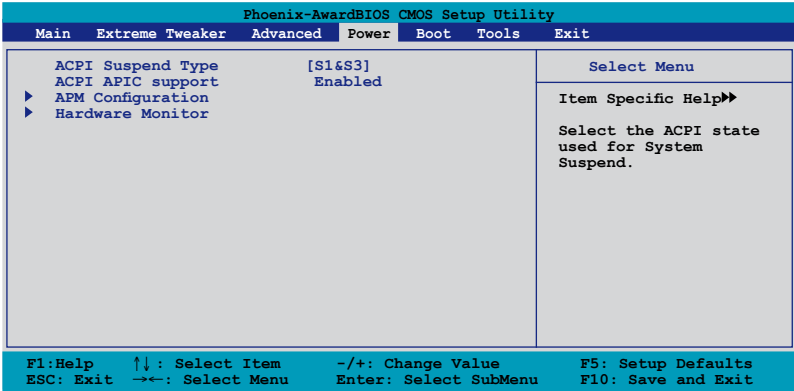 Phoenix-AwardBIOS CMOS Setup Utility
Main Extreme Tweaker Advanced Power Boot Tools Exit
ACPI Suspend Type [S1&S3]
ACPI APIC support Enabled
APM Configuration
Hardware Monitor
Select Menu
Item Specific Help
Select the ACPI state
used for System
Suspend.
F1:Help ↑↓ : Select Item -/+: Change Value F5: Setup Defaults
ESC: Exit →←: Select Menu Enter: Select SubMenu F10: Save and Exit